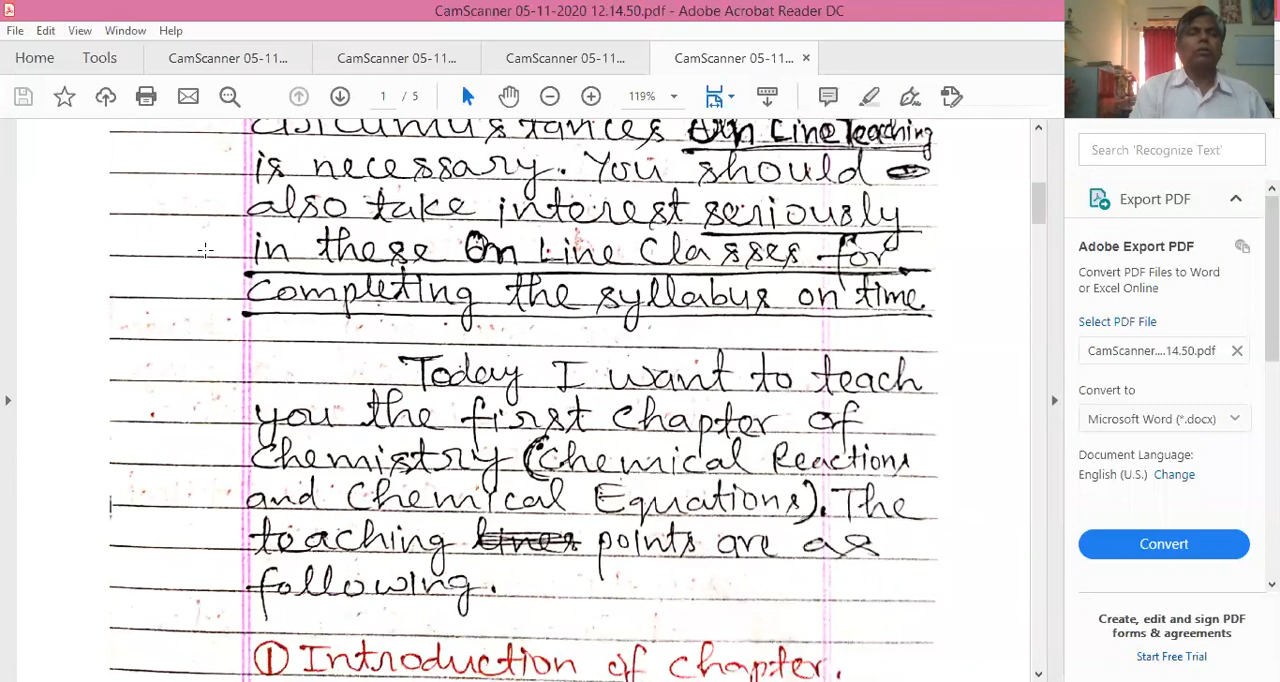 CamScanner 05-11-2020 12.14.50.pdf - Adobe Acrobat Reader DC
File Edit View Window Help
Home Tools CamScanner 05-11... CamScanner 05-11... CamScanner 05-11... CamScanner 05-11... ×
1 / 5 119%
Line Teaching
is necessary. You should
also take interest seriously
in these On Line Classes for
completing the syllabus on time.
Today I want to teach
you the first chapter of
Chemistry (Chemical Reactions
and Chemical Equations). The
teaching points are as
following.
① Introduction of chapter.
Search 'Recognize Text'
Export PDF
Adobe Export PDF
Convert PDF Files to Word
or Excel Online
Select PDF File
CamScanner....14.50.pdf
Convert to
Microsoft Word (*.docx)
Document Language:
English (U.S.) Change
Convert
Create, edit and sign PDF
forms & agreements
Start Free Trial